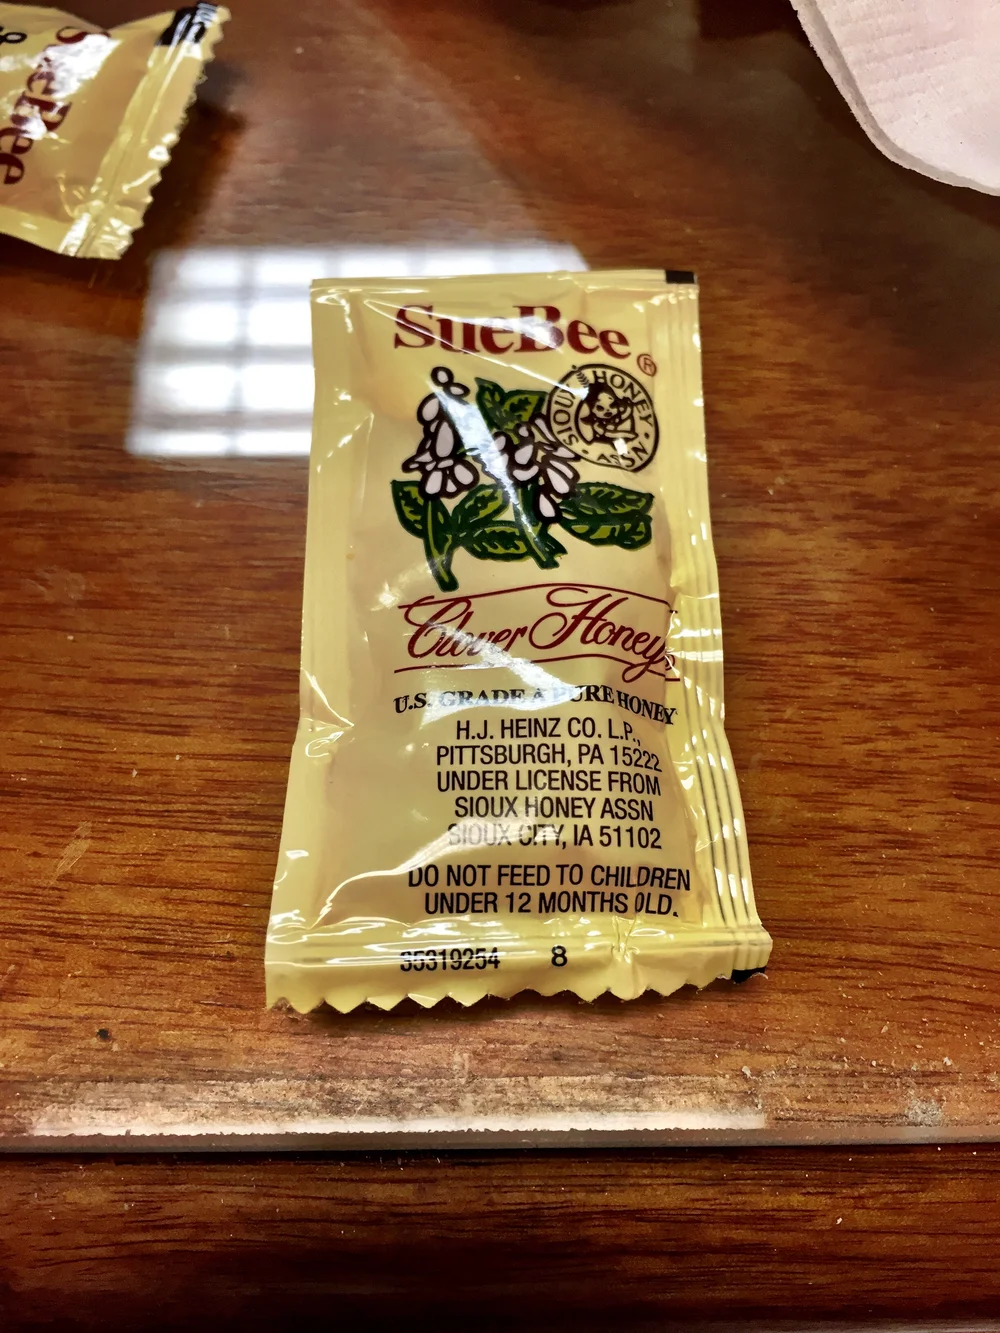 SueBee
SueBee®
HONEY · ASSN · SIOUX ·
Clover Honey
U.S. GRADE A PURE HONEY
H.J. HEINZ CO. L.P.,
PITTSBURGH, PA 15222
UNDER LICENSE FROM
SIOUX HONEY ASSN
SIOUX CITY, IA 51102
DO NOT FEED TO CHILDREN
UNDER 12 MONTHS OLD.
35319254 8